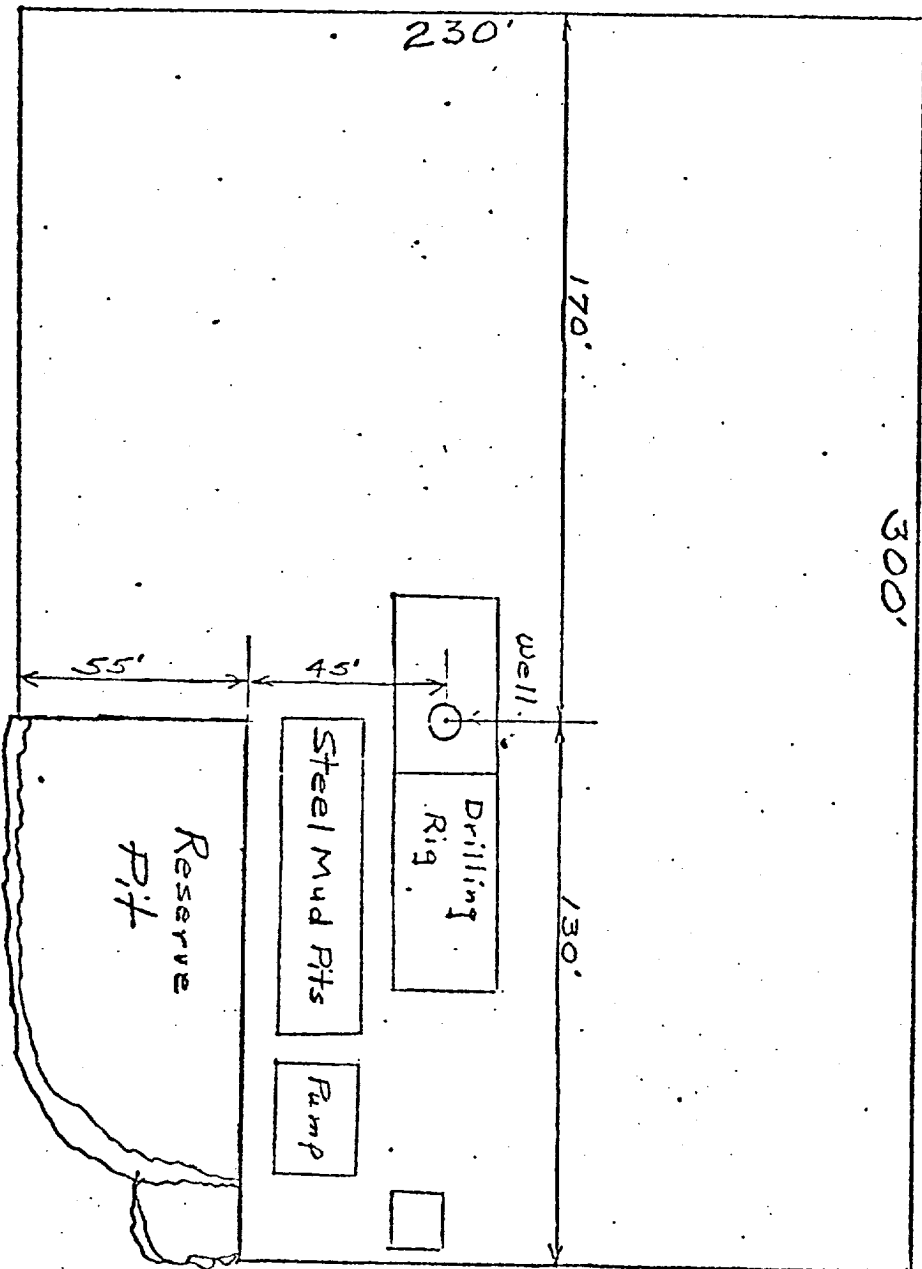 230'
170'
300'
55'
45'
well
130'
Drilling
Rig
Steel Mud Pits
Reserve
Pit
Pump